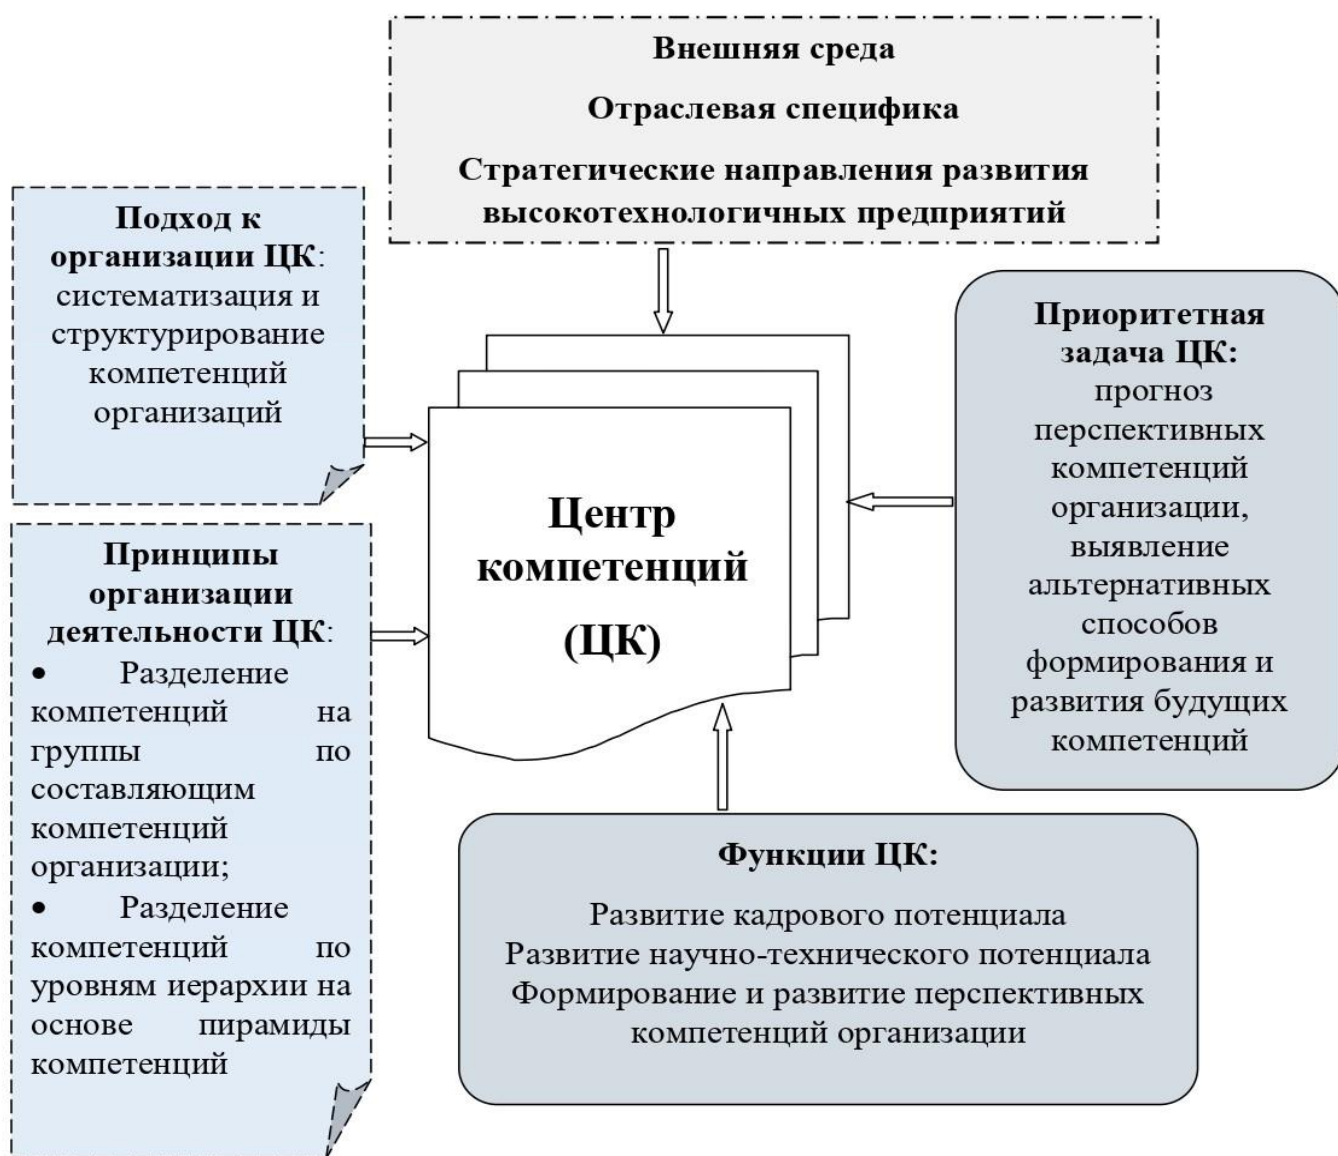 Внешняя среда
Отраслевая специфика
Стратегические направления развития
высокотехнологичных предприятий
Подход к
организации ЦК:
систематизация и
структурирование
компетенций
организаций
Принципы
организации
деятельности ЦК:
• Разделение
компетенций на
группы по
составляющим
компетенций
организации;
• Разделение
компетенций по
уровням иерархии на
основе пирамиды
компетенций
Центр
компетенций
(ЦК)
Приоритетная
задача ЦК:
прогноз
перспективных
компетенций
организации,
выявление
альтернативных
способов
формирования и
развития будущих
компетенций
Функции ЦК:
Развитие кадрового потенциала
Развитие научно-технического потенциала
Формирование и развитие перспективных
компетенций организации